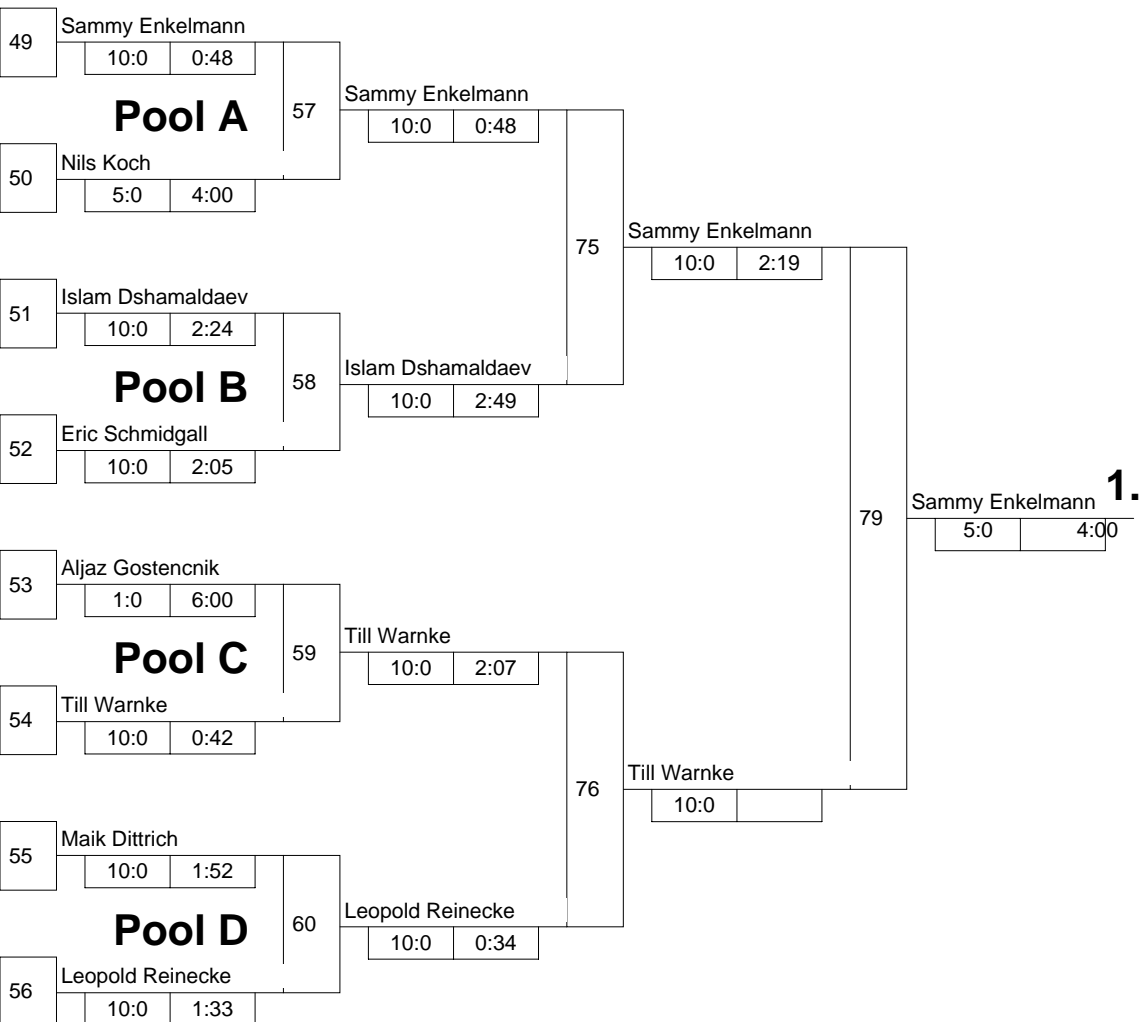 49
Sammy Enkelmann
10:0 0:48
Pool A
57
Sammy Enkelmann
10:0 0:48
50
Nils Koch
5:0 4:00
75
Sammy Enkelmann
10:0 2:19
51
Islam Dshamaldaev
10:0 2:24
Pool B
58
Islam Dshamaldaev
10:0 2:49
52
Eric Schmidgall
10:0 2:05
79
Sammy Enkelmann 1.
5:0 4:00
53
Aljaz Gostencnik
1:0 6:00
Pool C
59
Till Warnke
10:0 2:07
54
Till Warnke
10:0 0:42
76
Till Warnke
10:0
55
Maik Dittrich
10:0 1:52
Pool D
60
Leopold Reinecke
10:0 0:34
56
Leopold Reinecke
10:0 1:33